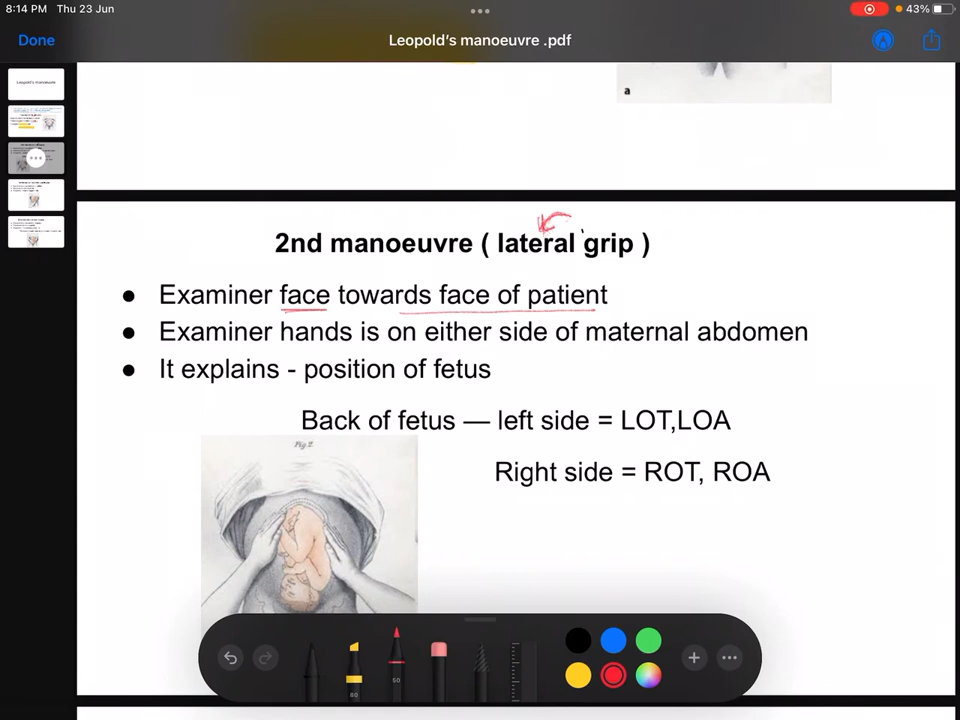 8:14 PM Thu 23 Jun
43%
Done
Leopold's manoeuvre .pdf
a
2nd manoeuvre ( lateral grip )
● Examiner face towards face of patient
● Examiner hands is on either side of maternal abdomen
● It explains - position of fetus
Back of fetus — left side = LOT,LOA
Fig 2.
Right side = ROT, ROA
80
50